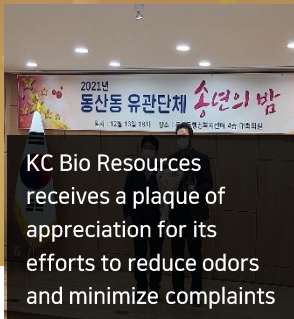 2021년
동산동 유관단체 송년의 밤
KC Bio Resources
receives a plaque of
appreciation for its
efforts to reduce odors
and minimize complaints